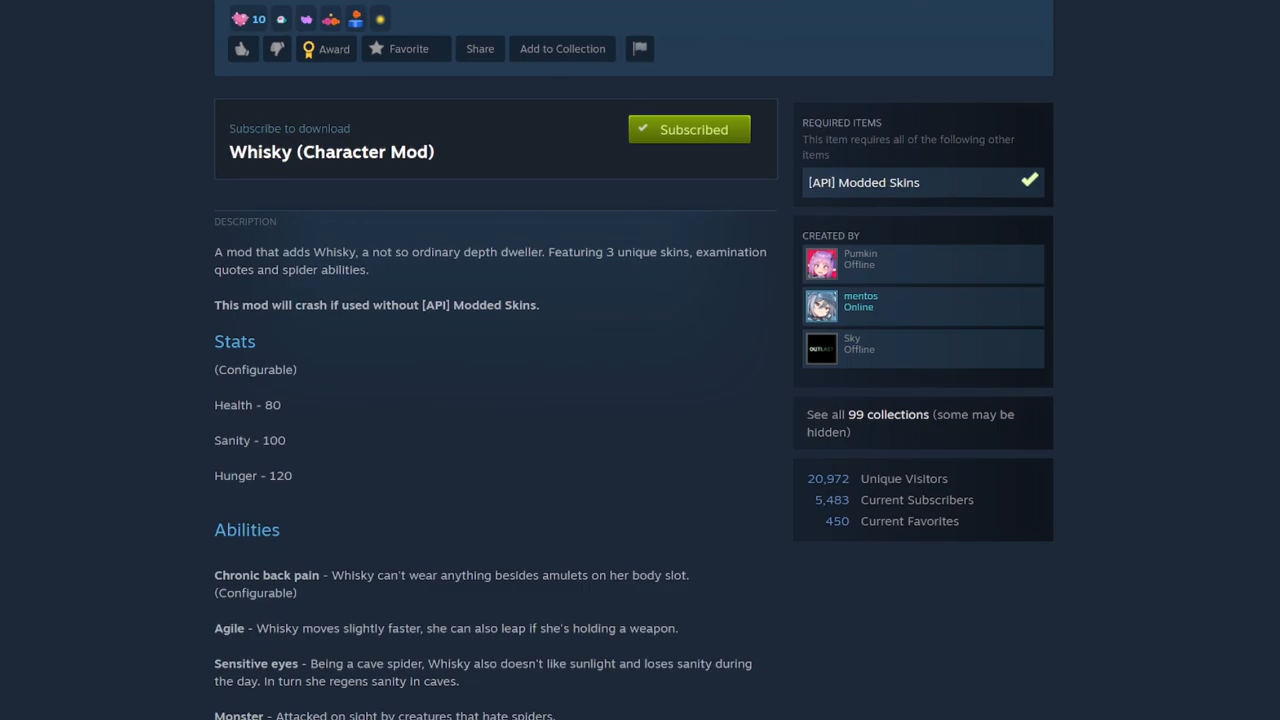 10
Award
Favorite
Share
Add to Collection
Subscribe to download
Whisky (Character Mod)
Subscribed
DESCRIPTION
A mod that adds Whisky, a not so ordinary depth dweller. Featuring 3 unique skins, examination
quotes and spider abilities.
This mod will crash if used without [API] Modded Skins.
Stats
(Configurable)
Health - 80
Sanity - 100
Hunger - 120
Abilities
Chronic back pain - Whisky can't wear anything besides amulets on her body slot.
(Configurable)
Agile - Whisky moves slightly faster, she can also leap if she's holding a weapon.
Sensitive eyes - Being a cave spider, Whisky also doesn't like sunlight and loses sanity during
the day. In turn she regens sanity in caves.
Monster - Attacked on sight by creatures that hate spiders.
REQUIRED ITEMS
This item requires all of the following other
items
[API] Modded Skins
CREATED BY
Pumkin
Offline
mentos
Online
OUTLAST
Sky
Offline
See all 99 collections (some may be
hidden)
20,972 Unique Visitors
5,483 Current Subscribers
450 Current Favorites